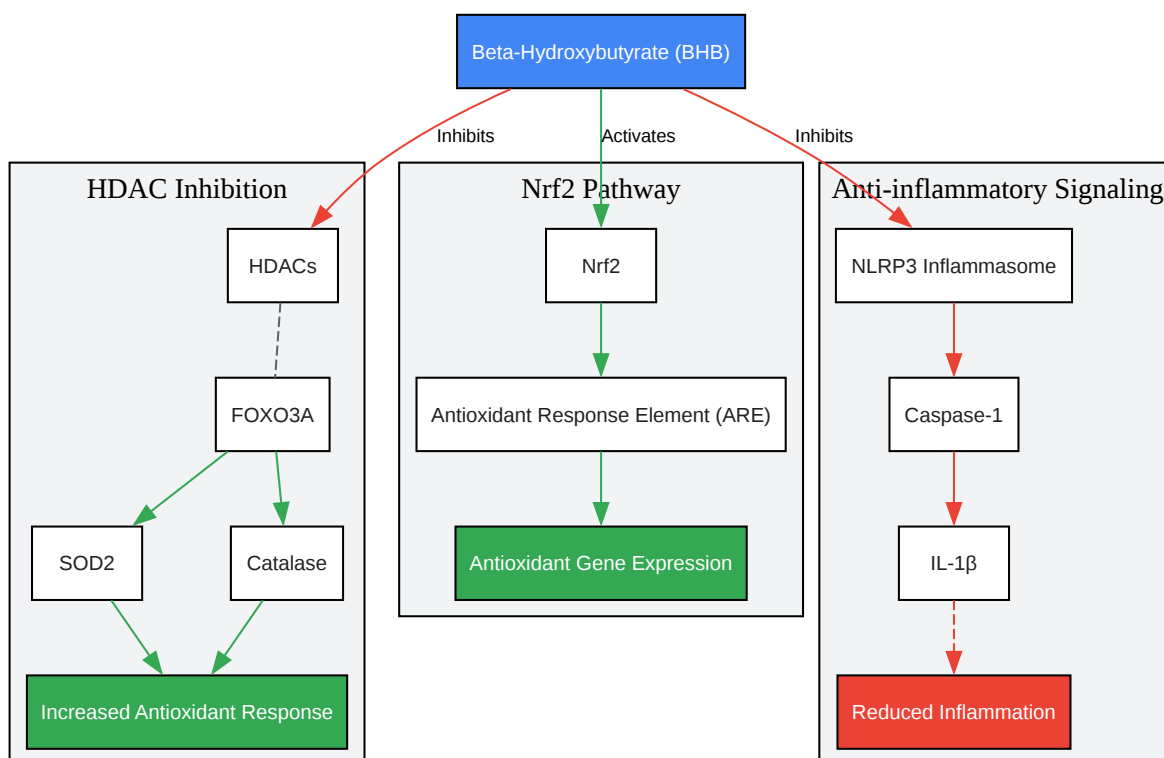 Beta-Hydroxybutyrate (BHB)
Inhibits
Activates
Inhibits
HDAC Inhibition
Nrf2 Pathway
Anti-inflammatory Signaling
HDACs
Nrf2
NLRP3 Inflammasome
FOXO3A
Antioxidant Response Element (ARE)
Caspase-1
SOD2
Catalase
Antioxidant Gene Expression
IL-1β
Increased Antioxidant Response
Reduced Inflammation